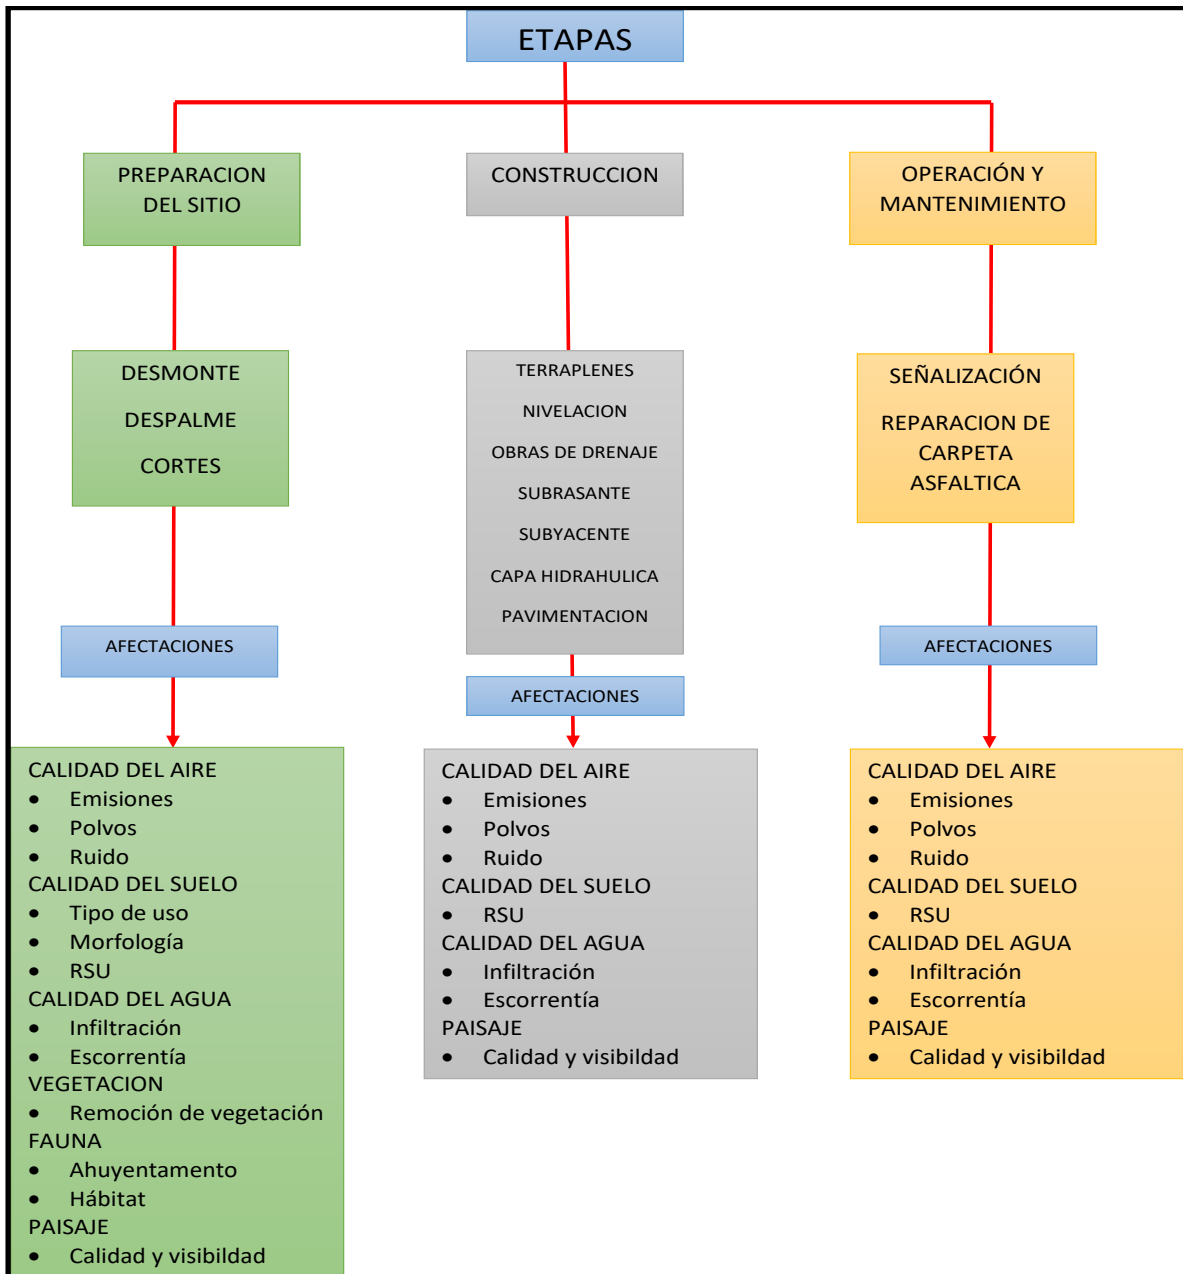 ETAPAS
PREPARACION
DEL SITIO
DESMONTE
DESPALME
CORTES
AFECTACIONES
CALIDAD DEL AIRE
• Emisiones
• Polvos
• Ruido
CALIDAD DEL SUELO
• Tipo de uso
• Morfología
• RSU
CALIDAD DEL AGUA
• Infiltración
• Escorrentía
VEGETACION
• Remoción de vegetación
FAUNA
• Ahuyentamento
• Hábitat
PAISAJE
• Calidad y visibildad
CONSTRUCCION
TERRAPLENES
NIVELACION
OBRAS DE DRENAJE
SUBRASANTE
SUBYACENTE
CAPA HIDRAHULICA
PAVIMENTACION
AFECTACIONES
CALIDAD DEL AIRE
• Emisiones
• Polvos
• Ruido
CALIDAD DEL SUELO
• RSU
CALIDAD DEL AGUA
• Infiltración
• Escorrentía
PAISAJE
• Calidad y visibildad
OPERACIÓN Y
MANTENIMIENTO
SEÑALIZACIÓN
REPARACION DE
CARPETA
ASFALTICA
AFECTACIONES
CALIDAD DEL AIRE
• Emisiones
• Polvos
• Ruido
CALIDAD DEL SUELO
• RSU
CALIDAD DEL AGUA
• Infiltración
• Escorrentía
PAISAJE
• Calidad y visibildad